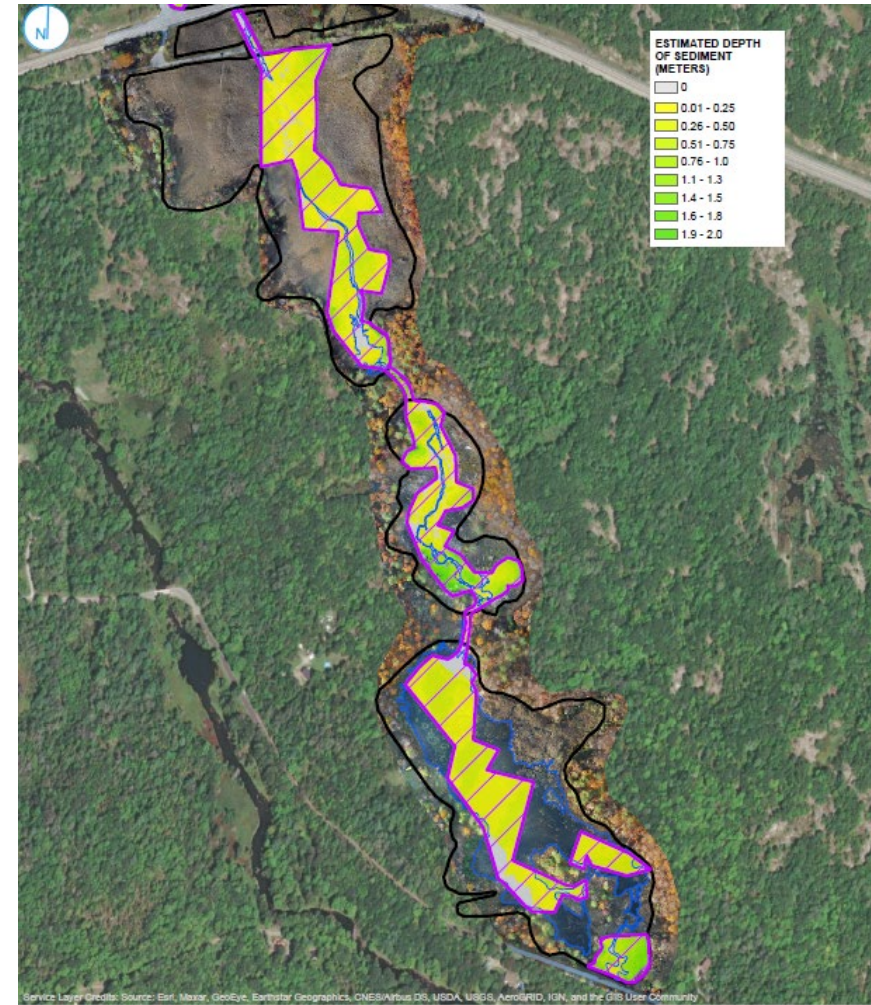 N
ESTIMATED DEPTH
OF SEDIMENT
(METERS)
0
0.01 - 0.25
0.26 - 0.50
0.51 - 0.75
0.76 - 1.0
1.1 - 1.3
1.4 - 1.5
1.6 - 1.8
1.9 - 2.0
Service Layer Credits: Source: Esri, Maxar, GeoEye, Earthstar Geographics, CNES/Airbus DS, USDA, USGS, AeroGRID, IGN, and the GIS User Community